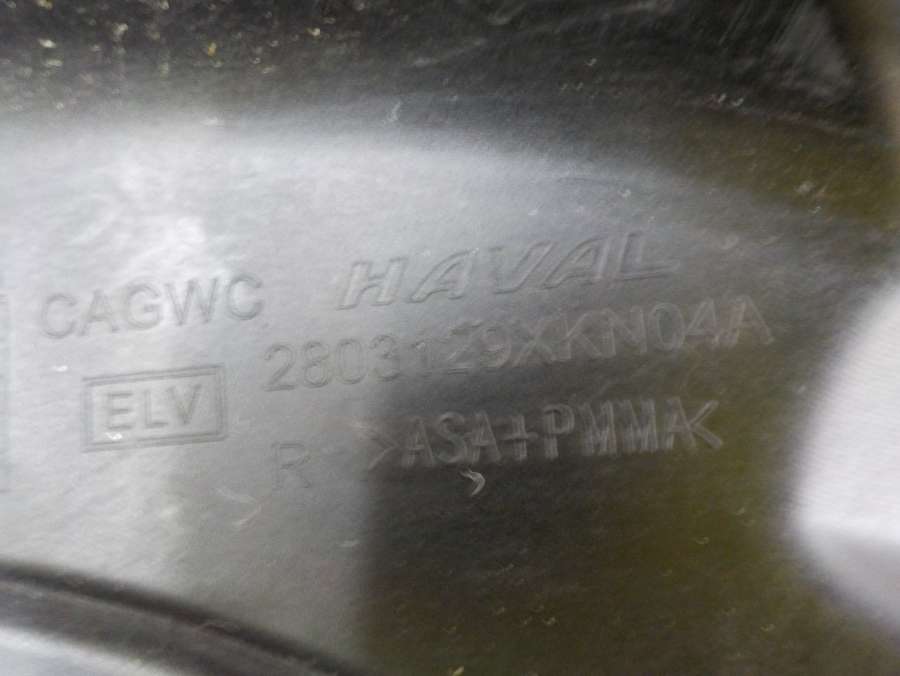 CAGWC HAVAL
2803129XKN04A
ELV
R >ASA+PMMA<